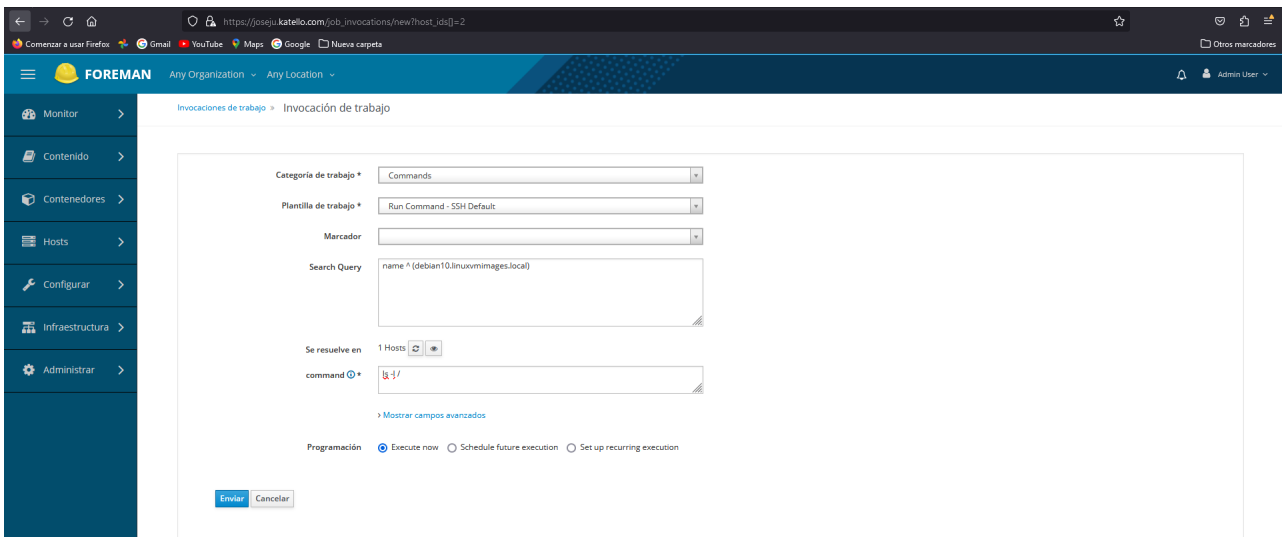 https://joseju.katello.com/job_invocations/new?host_ids[]=2
Comenzar a usar Firefox Gmail YouTube Maps Google Nueva carpeta Otros marcadores
FOREMAN Any Organization Any Location Admin User
Invocaciones de trabajo » Invocación de trabajo
Monitor
Contenido
Contenedores
Hosts
Configurar
Infraestructura
Administrar
Categoría de trabajo * Commands
Plantilla de trabajo * Run Command - SSH Default
Marcador
Search Query name ^ (debian10.linuxvmimages.local)
Se resuelve en 1 Hosts
command * ls -l /
Mostrar campos avanzados
Programación Execute now Schedule future execution Set up recurring execution
Enviar Cancelar